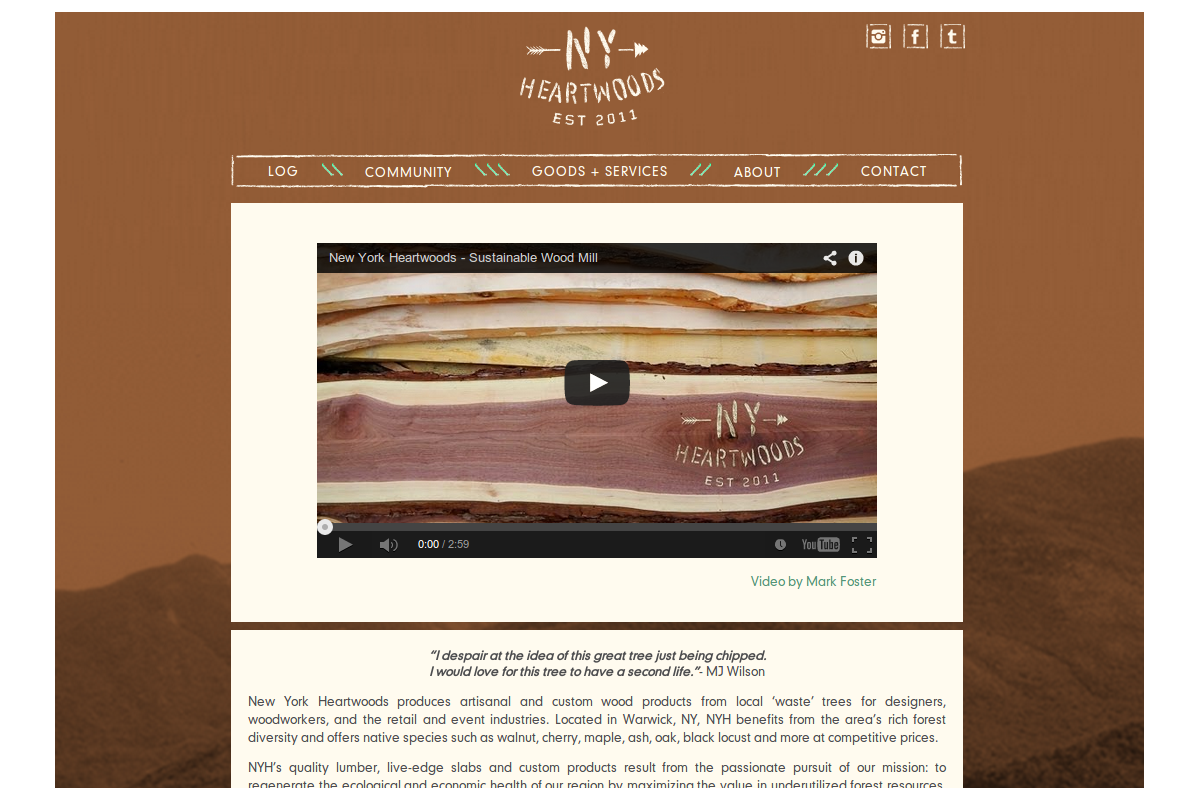 NY
HEARTWOODS
EST 2011
LOG
COMMUNITY
GOODS + SERVICES
ABOUT
CONTACT
New York Heartwoods - Sustainable Wood Mill
NY
HEARTWOODS
EST 2011
0:00 / 2:59
YouTube
Video by Mark Foster
“I despair at the idea of this great tree just being chipped.
I would love for this tree to have a second life.”- MJ Wilson
New York Heartwoods produces artisanal and custom wood products from local ‘waste’ trees for designers,
woodworkers, and the retail and event industries. Located in Warwick, NY, NYH benefits from the area’s rich forest
diversity and offers native species such as walnut, cherry, maple, ash, oak, black locust and more at competitive prices.
NYH’s quality lumber, live-edge slabs and custom products result from the passionate pursuit of our mission: to
regenerate the ecological and economic health of our region by maximizing the value in underutilized forest resources,